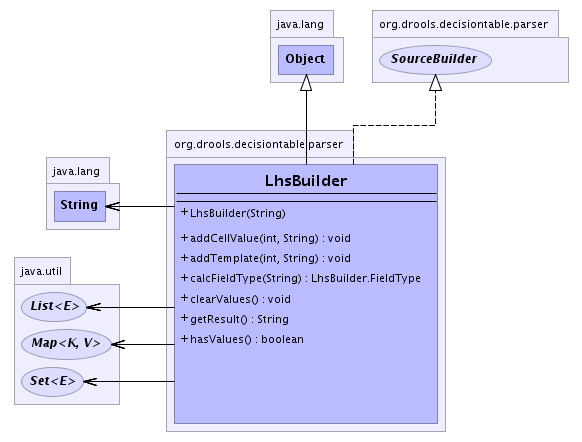 java.lang
Object
org.drools.decisiontable.parser
SourceBuilder
org.drools.decisiontable.parser
LhsBuilder
+ LhsBuilder(String)
+ addCellValue(int, String) : void
+ addTemplate(int, String) : void
+ calcFieldType(String) : LhsBuilder.FieldType
+ clearValues() : void
+ getResult() : String
+ hasValues() : boolean
java.lang
String
java.util
List<E>
Map<K, V>
Set<E>